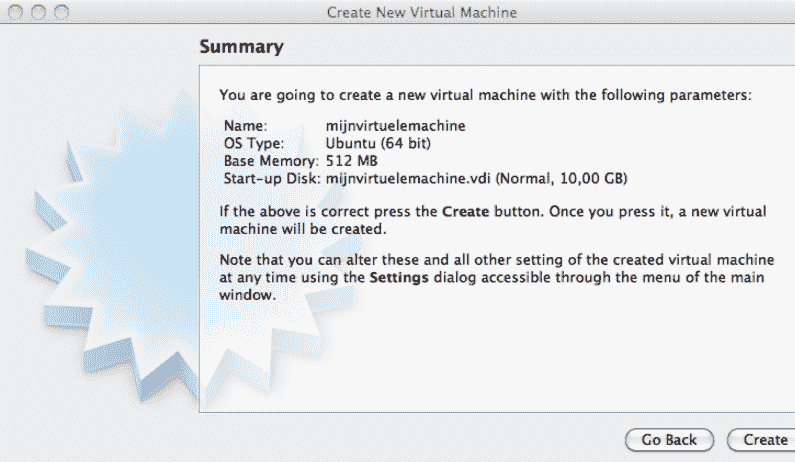 Create New Virtual Machine
Summary
You are going to create a new virtual machine with the following parameters:
Name: mijnvirtuelemachine
OS Type: Ubuntu (64 bit)
Base Memory: 512 MB
Start-up Disk: mijnvirtuelemachine.vdi (Normal, 10,00 GB)
If the above is correct press the Create button. Once you press it, a new virtual
machine will be created.
Note that you can alter these and all other setting of the created virtual machine
at any time using the Settings dialog accessible through the menu of the main
window.
Go Back Create